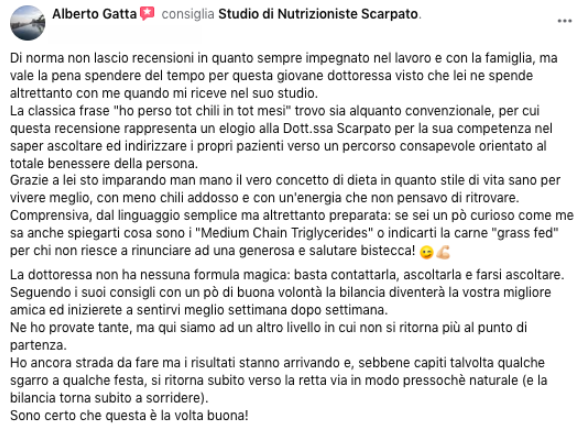 Alberto Gatta consiglia Studio di Nutrizioniste Scarpato.
Di norma non lascio recensioni in quanto sempre impegnato nel lavoro e con la famiglia, ma
vale la pena spendere del tempo per questa giovane dottoressa visto che lei ne spende
altrettanto con me quando mi riceve nel suo studio.
La classica frase "ho perso tot chili in tot mesi" trovo sia alquanto convenzionale, per cui
questa recensione rappresenta un elogio alla Dott.ssa Scarpato per la sua competenza nel
saper ascoltare ed indirizzare i propri pazienti verso un percorso consapevole orientato al
totale benessere della persona.
Grazie a lei sto imparando man mano il vero concetto di dieta in quanto stile di vita sano per
vivere meglio, con meno chili addosso e con un'energia che non pensavo di ritrovare.
Comprensiva, dal linguaggio semplice ma altrettanto preparata: se sei un pò curioso come me
sa anche spiegarti cosa sono i "Medium Chain Triglycerides" o indicarti la carne "grass fed"
per chi non riesce a rinunciare ad una generosa e salutare bistecca! 😉💪🏻
La dottoressa non ha nessuna formula magica: basta contattarla, ascoltarla e farsi ascoltare.
Seguendo i suoi consigli con un pò di buona volontà la bilancia diventerà la vostra migliore
amica ed inizierete a sentirvi meglio settimana dopo settimana.
Ne ho provate tante, ma qui siamo ad un altro livello in cui non si ritorna più al punto di
partenza.
Ho ancora strada da fare ma i risultati stanno arrivando e, sebbene capiti talvolta qualche
sgarro a qualche festa, si ritorna subito verso la retta via in modo pressochè naturale (e la
bilancia torna subito a sorridere).
Sono certo che questa è la volta buona!